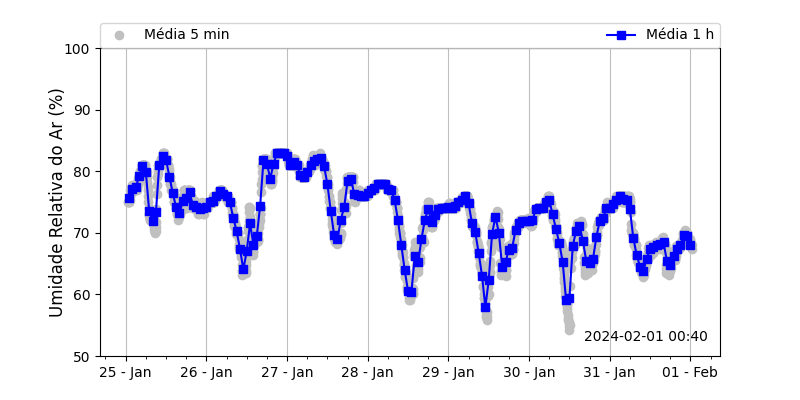 Média 5 min Média 1 h
100
90
80
70
60
50
Umidade Relativa do Ar (%)
2024-02-01 00:40
25 - Jan 26 - Jan 27 - Jan 28 - Jan 29 - Jan 30 - Jan 31 - Jan 01 - Feb